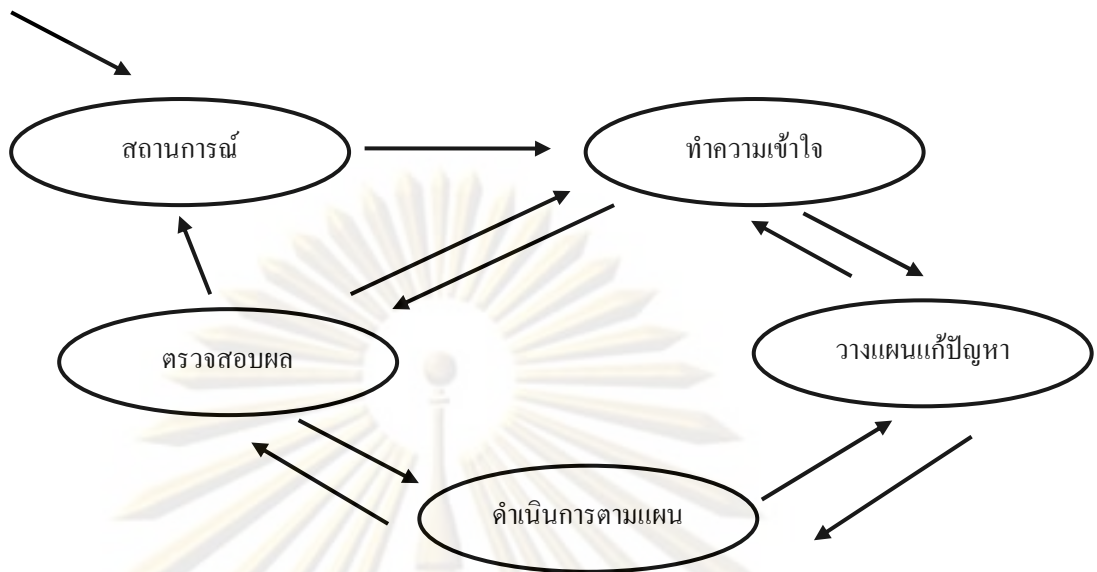 สถานการณ์
ทำความเข้าใจ
ตรวจสอบผล
วางแผนแก้ปัญหา
ดำเนินการตามแผน